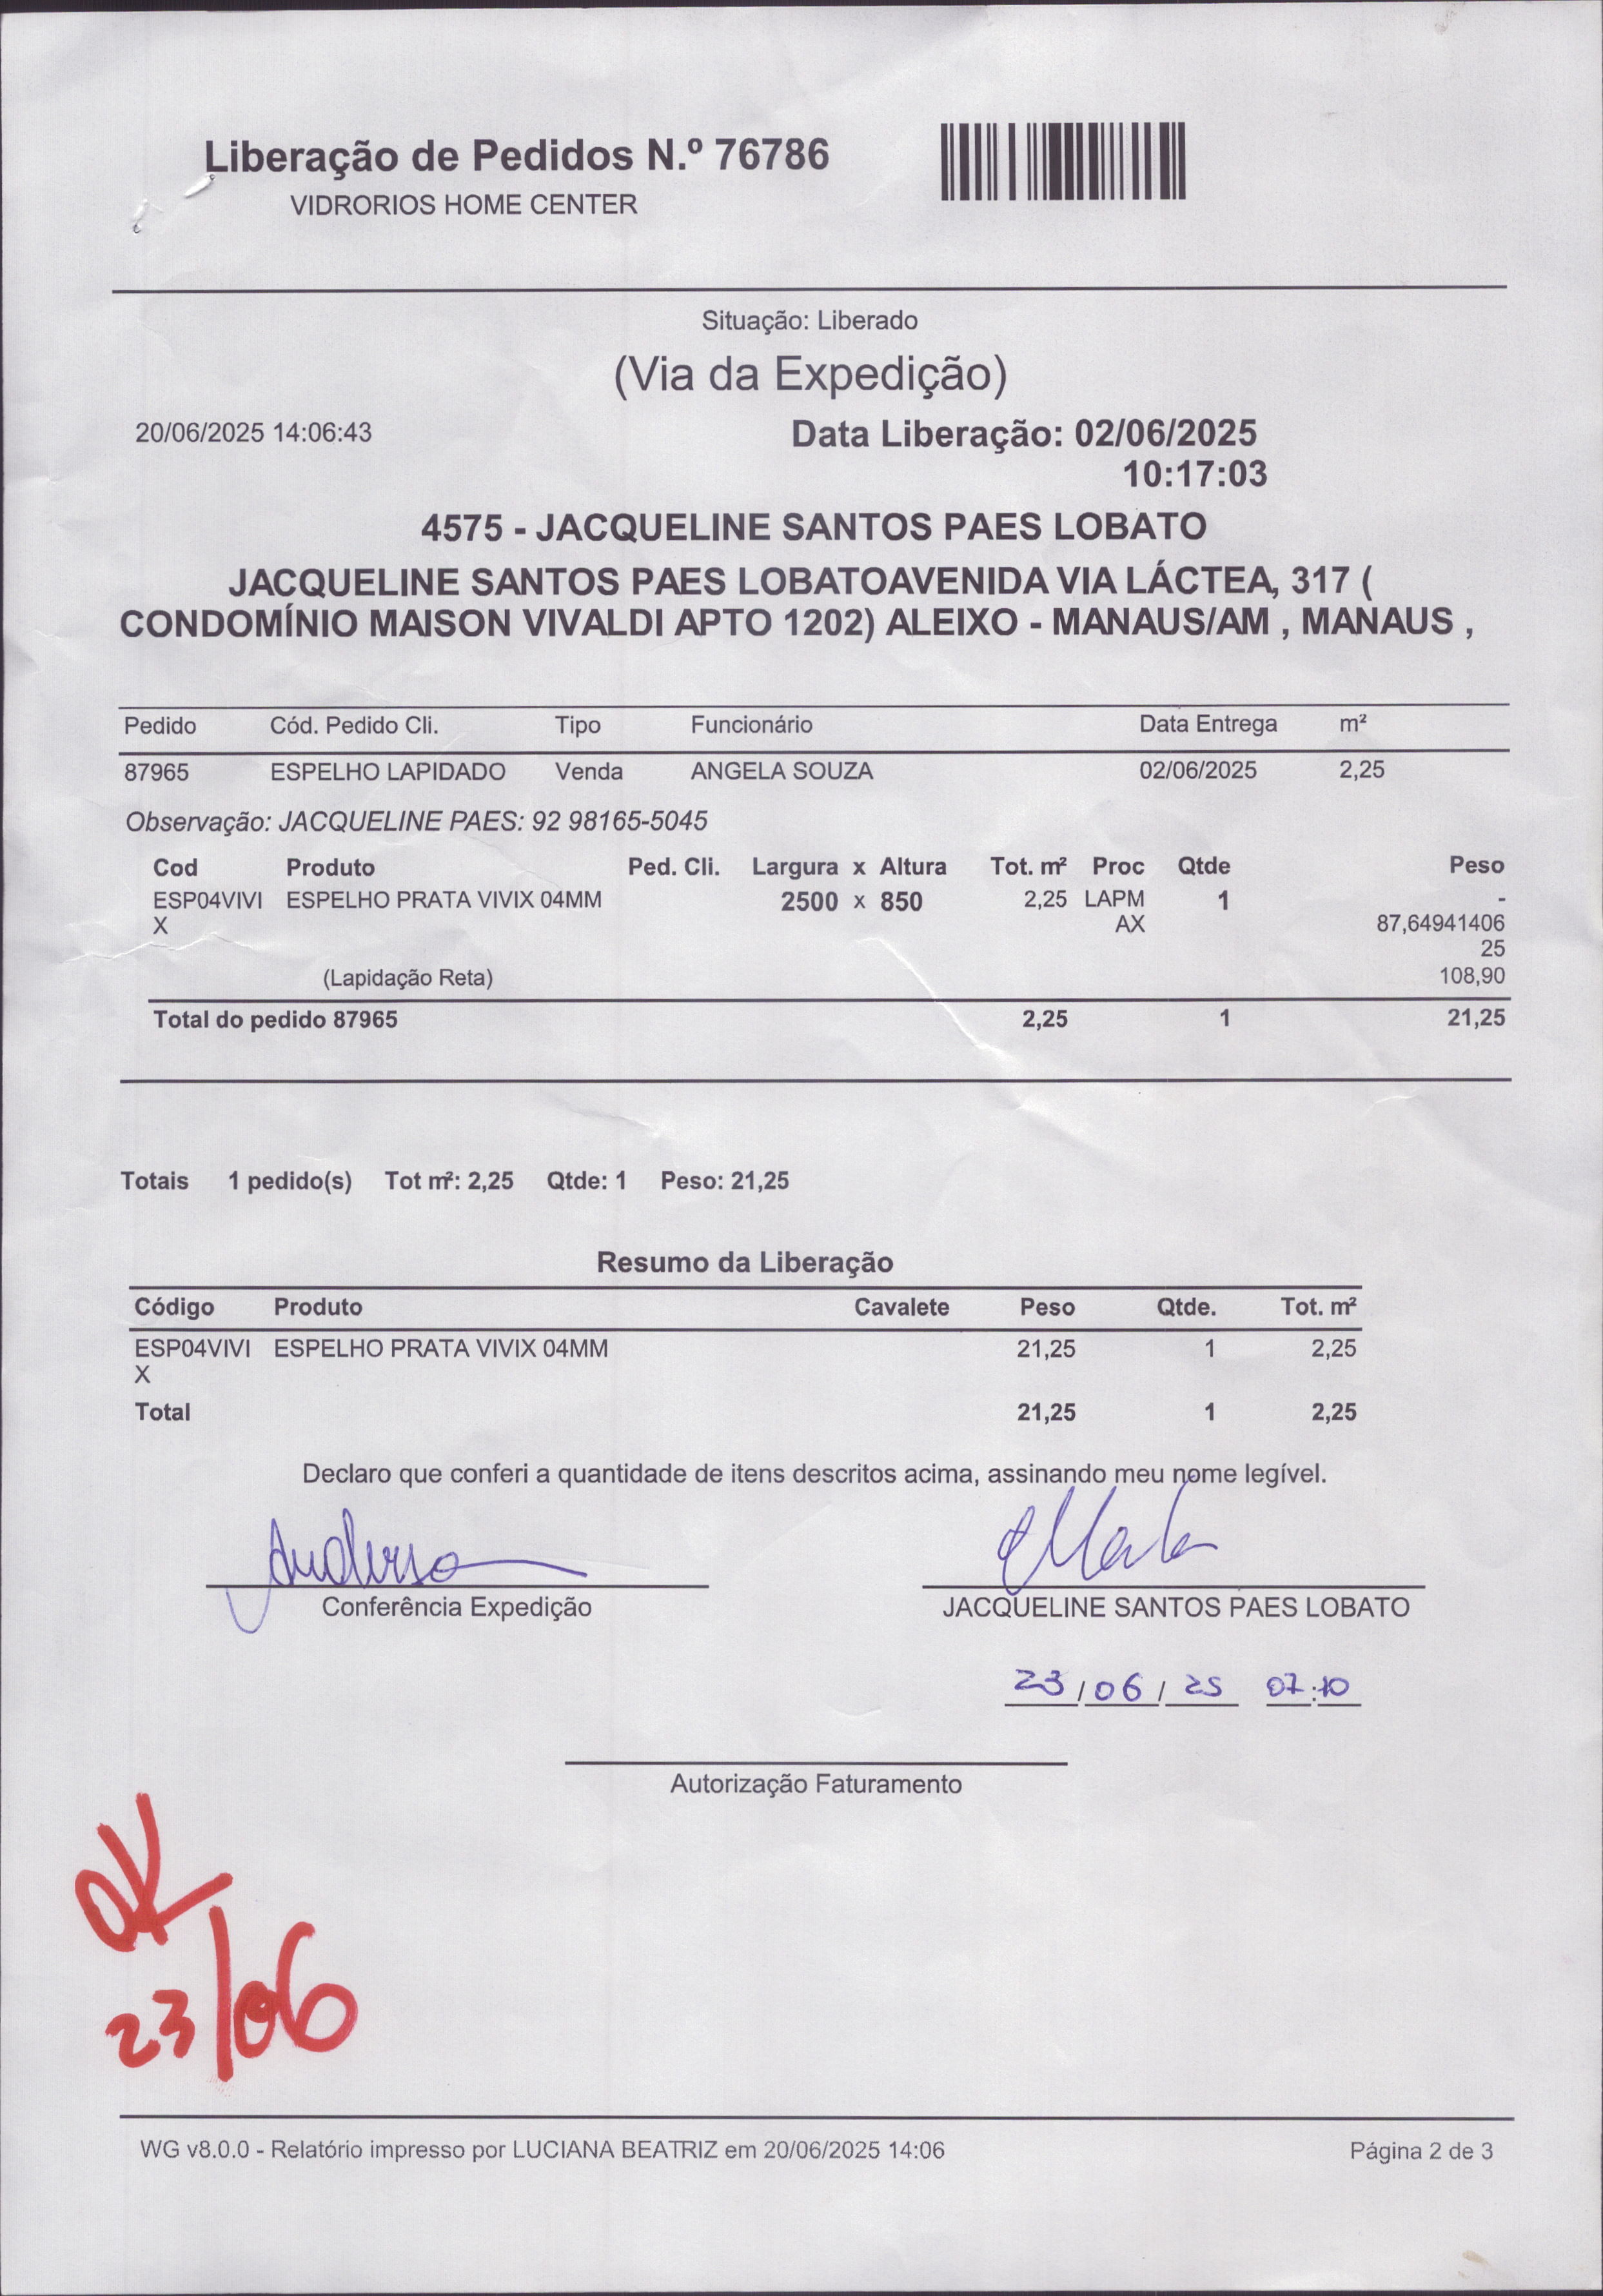 Liberação de Pedidos N.º 76786
VIDRORIOS HOME CENTER
Situação: Liberado
(Via da Expedição)
20/06/2025 14:06:43
Data Liberação: 02/06/2025
10:17:03
4575 - JACQUELINE SANTOS PAES LOBATO
JACQUELINE SANTOS PAES LOBATOAVENIDA VIA LÁCTEA, 317 (
CONDOMÍNIO MAISON VIVALDI APTO 1202) ALEIXO - MANAUS/AM , MANAUS ,
Pedido Cód. Pedido Cli. Tipo Funcionário Data Entrega m²
87965 ESPELHO LAPIDADO Venda ANGELA SOUZA 02/06/2025 2,25
Observação: JACQUELINE PAES: 92 98165-5045
Cod Produto Ped. Cli. Largura x Altura Tot. m² Proc Qtde Peso
ESP04VIVI ESPELHO PRATA VIVIX 04MM 2500 x 850 2,25 LAPM 1 -
X AX 87,64941406
25
(Lapidação Reta) 108,90
Total do pedido 87965 2,25 1 21,25
Totais 1 pedido(s) Tot m²: 2,25 Qtde: 1 Peso: 21,25
Resumo da Liberação
Código Produto Cavalete Peso Qtde. Tot. m²
ESP04VIVI ESPELHO PRATA VIVIX 04MM 21,25 1 2,25
X
Total 21,25 1 2,25
Declaro que conferi a quantidade de itens descritos acima, assinando meu nome legível.
Conferência Expedição
JACQUELINE SANTOS PAES LOBATO
23/06/25 07:10
Autorização Faturamento
OK
23/06
WG v8.0.0 - Relatório impresso por LUCIANA BEATRIZ em 20/06/2025 14:06 Página 2 de 3